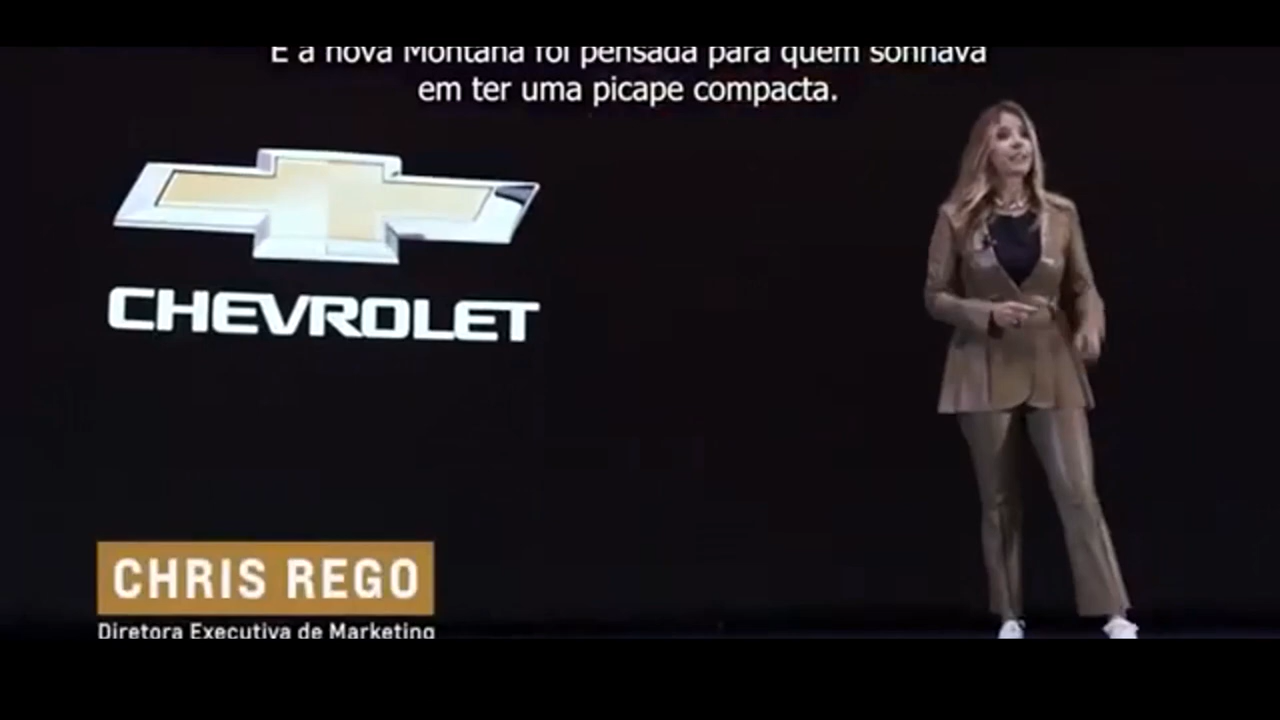 E a nova Montana foi pensada para quem sonhava
em ter uma picape compacta.
CHEVROLET
CHRIS REGO
Diretora Executiva de Marketing